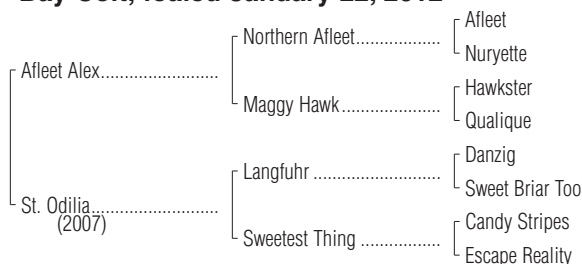 Bay Colt; foaled January 22, 2012
Afleet
Northern Afleet....................
Nuryette
Afleet Alex............................
Hawkster
Maggy Hawk........................
Qualique
Danzig
Langfuhr ..............................
Sweet Briar Too
St. Odilia..............................
(2007)
Candy Stripes
Sweetest Thing ...................
Escape Reality